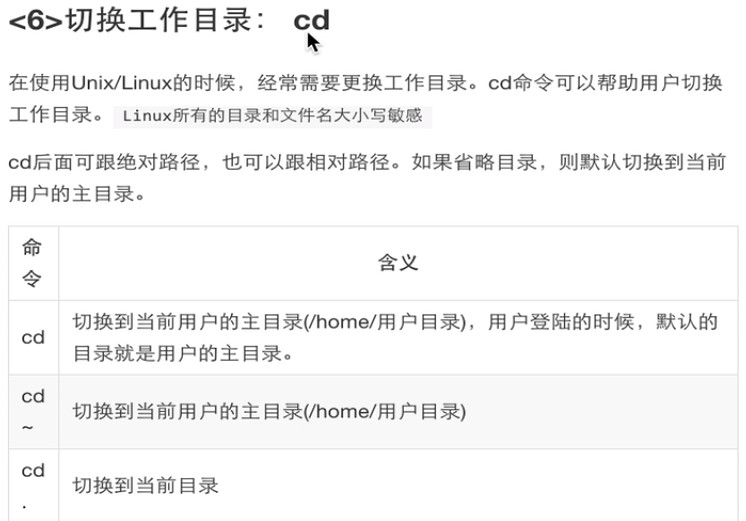 <6>切换工作目录： cd
在使用Unix/Linux的时候，经常需要更换工作目录。cd命令可以帮助用户切换
工作目录。 Linux所有的目录和文件名大小写敏感
cd后面可跟绝对路径，也可以跟相对路径。如果省略目录，则默认切换到当前
用户的主目录。
命
令
含义
cd
切换到当前用户的主目录(/home/用户目录)，用户登陆的时候，默认的
目录就是用户的主目录。
cd
~
切换到当前用户的主目录(/home/用户目录)
cd
.
切换到当前目录